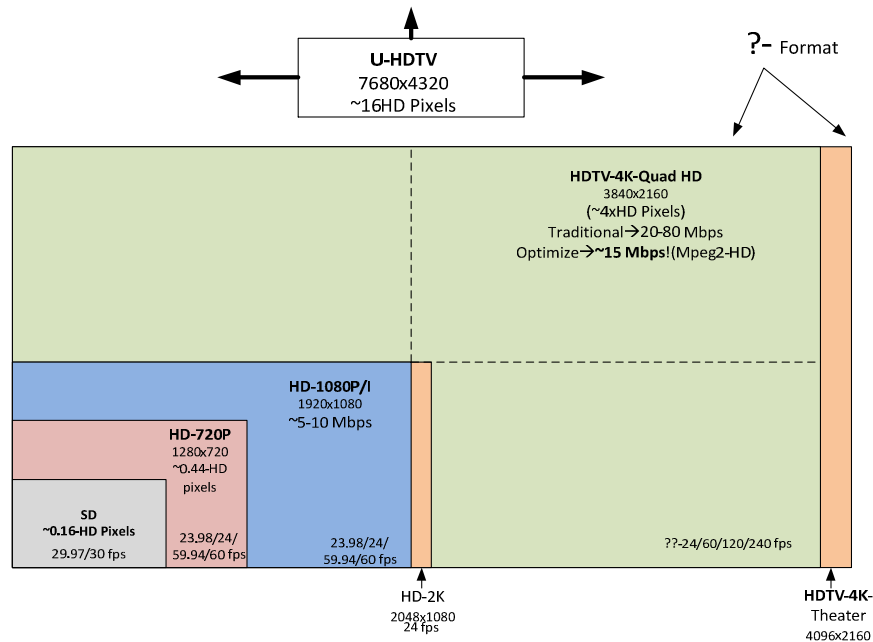 U-HDTV
7680x4320
~16HD Pixels
?- Format
HDTV-4K-Quad HD
3840x2160
(~4xHD Pixels)
Traditional→20-80 Mbps
Optimize→~15 Mbps!(Mpeg2-HD)
HD-1080P/I
1920x1080
~5-10 Mbps
HD-720P
1280x720
~0.44-HD
pixels
SD
~0.16-HD Pixels
29.97/30 fps
23.98/24/
59.94/60 fps
23.98/24/
59.94/60 fps
??-24/60/120/240 fps
HD-2K
2048x1080
24 fps
HDTV-4K-
Theater
4096x2160